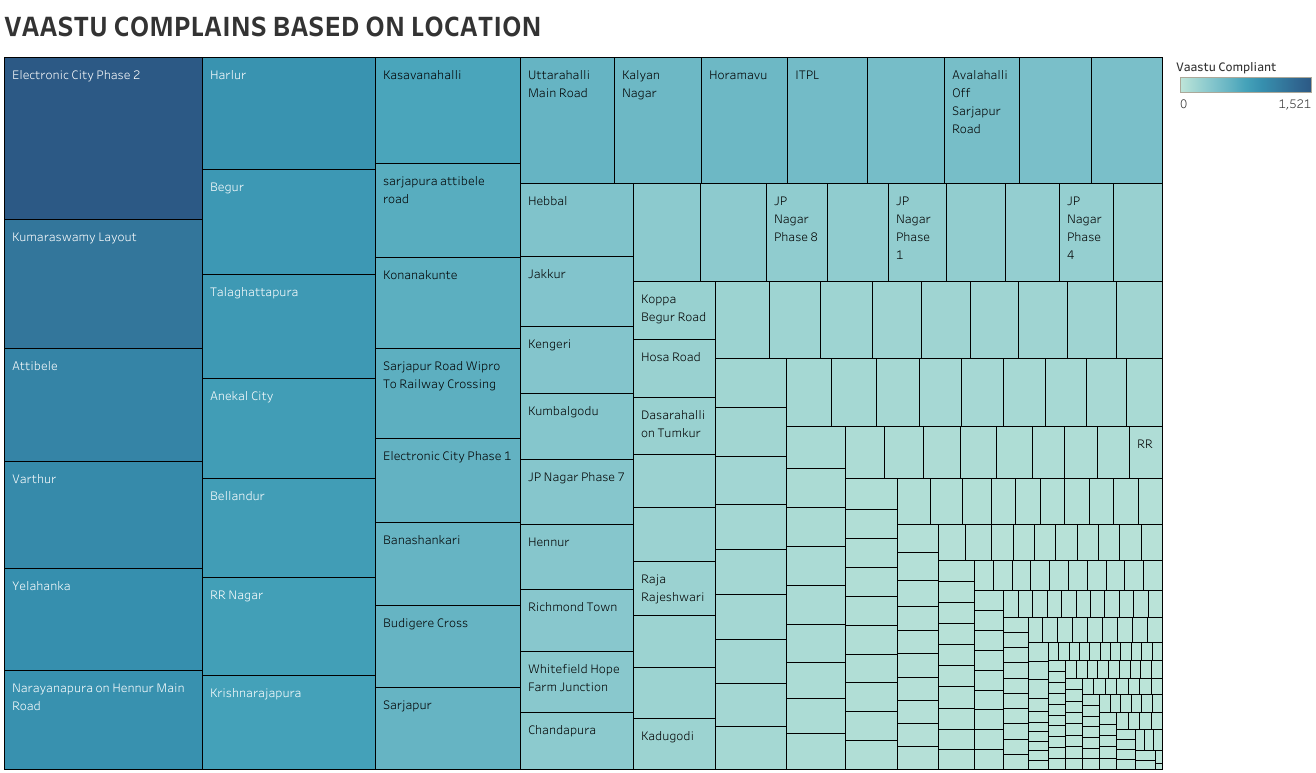 VAASTU COMPLAINS BASED ON LOCATION
Electronic City Phase 2
Kumaraswamy Layout
Attibele
Varthur
Yelahanka
Narayanapura on Hennur Main
Road
Harlur
Begur
Talaghattapura
Anekal City
Bellandur
RR Nagar
Krishnarajapura
Kasavanahalli
sarjapura attibele
road
Konanakunte
Sarjapur Road Wipro
To Railway Crossing
Electronic City Phase 1
Banashankari
Budigere Cross
Sarjapur
Uttarahalli
Main Road
Kalyan
Nagar
Horamavu
ITPL
Avalahalli
Off
Sarjapur
Road
Hebbal
Jakkur
Kengeri
Kumbalgodu
JP Nagar Phase 7
Hennur
Richmond Town
Whitefield Hope
Farm Junction
Chandapura
JP
Nagar
Phase 8
JP
Nagar
Phase
1
JP
Nagar
Phase
4
Koppa
Begur Road
Hosa Road
Dasarahalli
on Tumkur
Raja
Rajeshwari
Kadugodi
RR
Vaastu Compliant
0
1,521